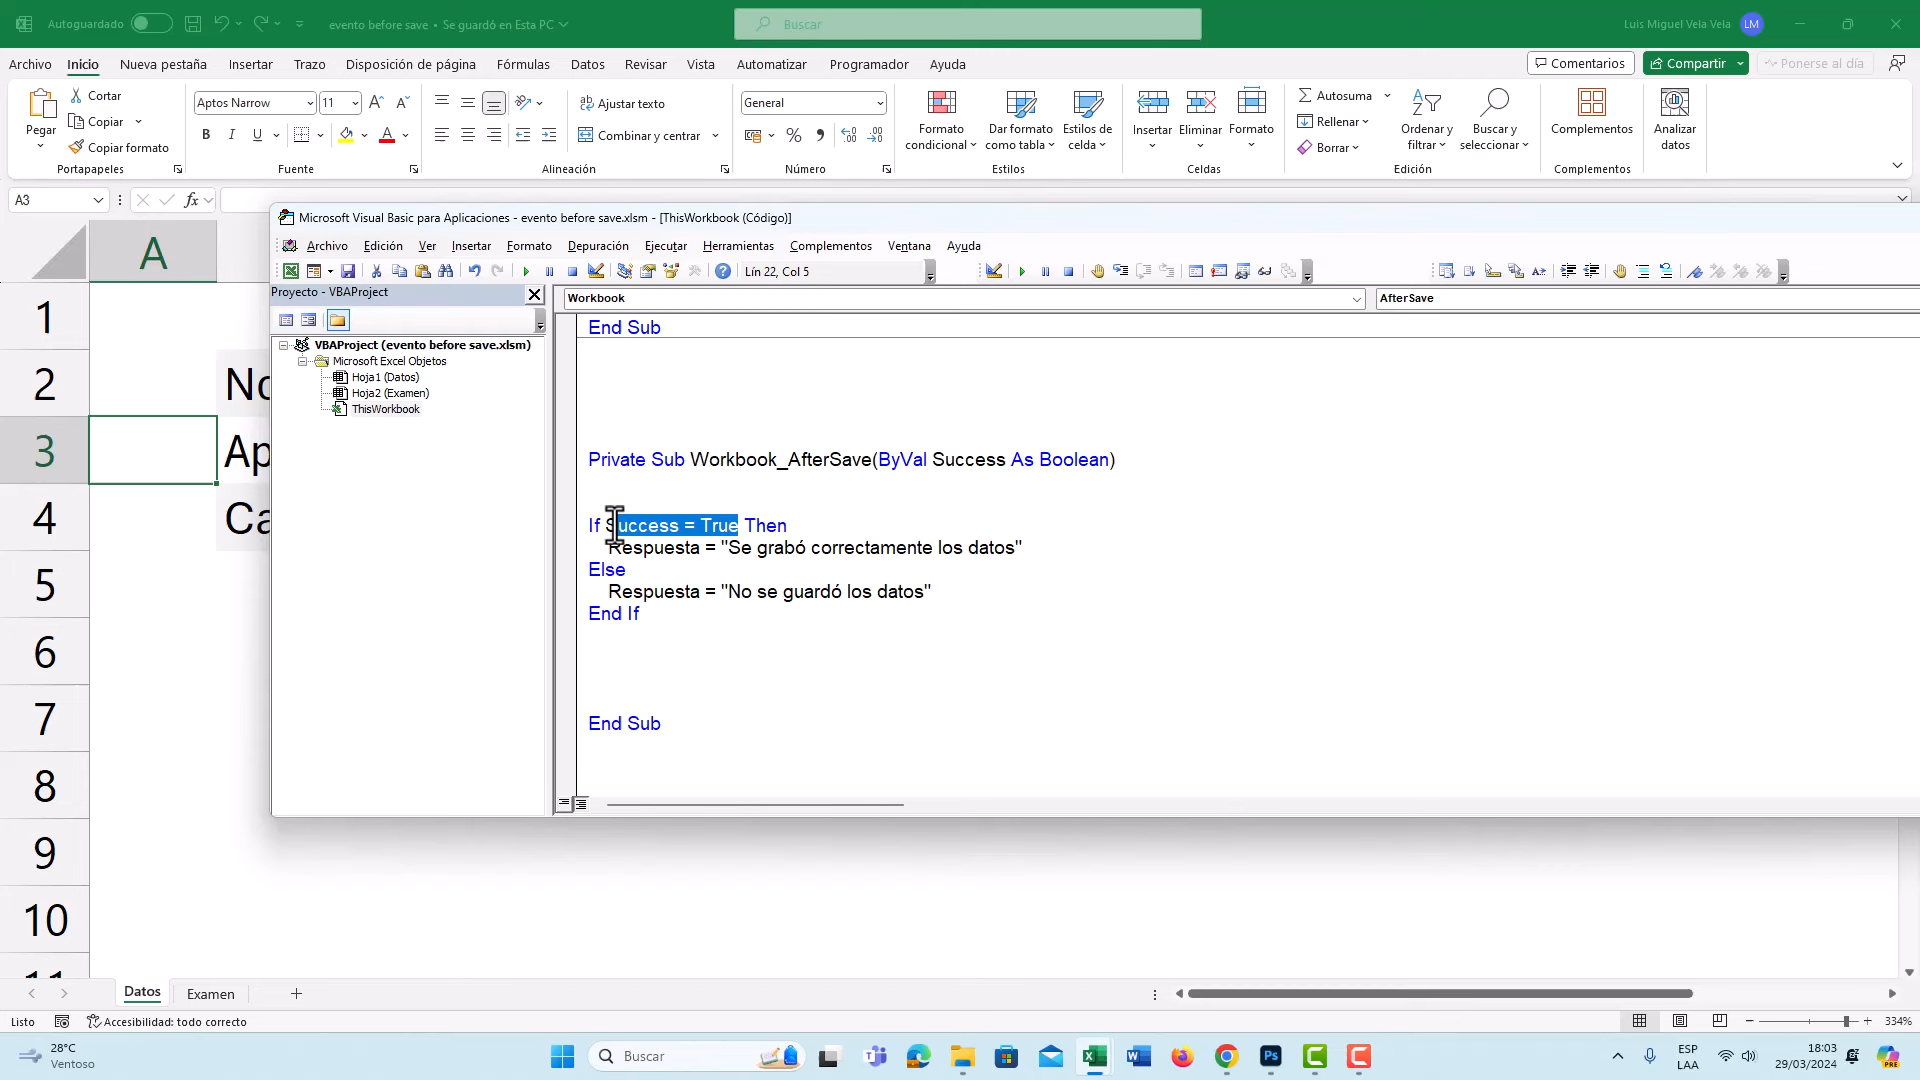 Autoguardado
evento before save • Se guardó en Esta PC
Buscar
Luis Miguel Vela Vela
LM
Archivo Inicio Nueva pestaña Insertar Trazo Disposición de página Fórmulas Datos Revisar Vista Automatizar Programador Ayuda
Comentarios Compartir Ponerse al día
Pegar
Cortar
Copiar
Copiar formato
Portapapeles
Aptos Narrow 11
N K S
Fuente
Ajustar texto
Combinar y centrar
Alineación
General
%
Número
Formato condicional
Dar formato como tabla
Estilos de celda
Estilos
Insertar
Eliminar
Formato
Celdas
Autosuma
Rellenar
Borrar
Ordenar y filtrar
Buscar y seleccionar
Edición
Complementos
Complementos
Analizar datos
A3
fx
Microsoft Visual Basic para Aplicaciones - evento before save.xlsm - [ThisWorkbook (Código)]
Archivo Edición Ver Insertar Formato Depuración Ejecutar Herramientas Complementos Ventana Ayuda
Lín 22, Col 5
Proyecto - VBAProject
VBAProject (evento before save.xlsm)
Microsoft Excel Objetos
Hoja1 (Datos)
Hoja2 (Examen)
ThisWorkbook
Workbook
AfterSave
End Sub
Private Sub Workbook_AfterSave(ByVal Success As Boolean)
If Success = True Then
Respuesta = "Se grabó correctamente los datos"
Else
Respuesta = "No se guardó los datos"
End If
End Sub
A
1
2
3
4
5
6
7
8
9
10
11
No
Ap
Ca
Datos
Examen
Listo
Accesibilidad: todo correcto
334%
28°C
Ventoso
Buscar
ESP
LAA
18:03
29/03/2024